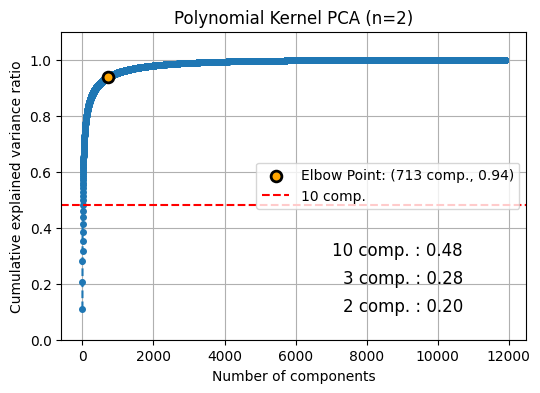 Polynomial Kernel PCA (n=2)
Cumulative explained variance ratio
1.0
0.8
0.6
0.4
0.2
0.0
Elbow Point: (713 comp., 0.94)
10 comp.
10 comp. : 0.48
3 comp. : 0.28
2 comp. : 0.20
0 2000 4000 6000 8000 10000 12000
Number of components